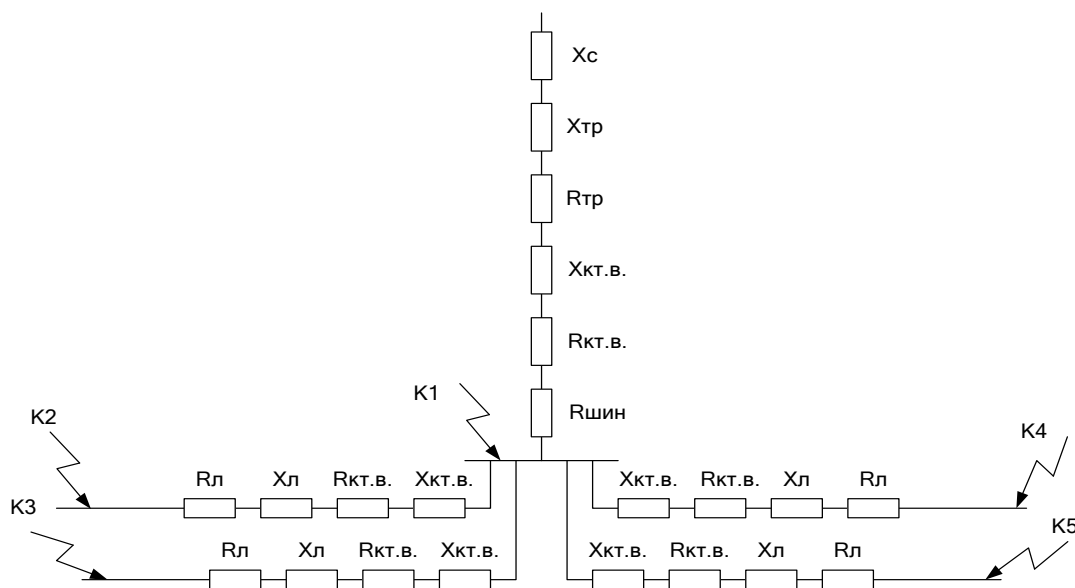 Xс
Xтр
Rтр
Xкт.в.
Rкт.в.
K1
Rшин
K2
K4
Rл Xл Rкт.в. Xкт.в. Xкт.в. Rкт.в. Xл Rл
K3
K5
Rл Xл Rкт.в. Xкт.в. Xкт.в. Rкт.в. Xл Rл